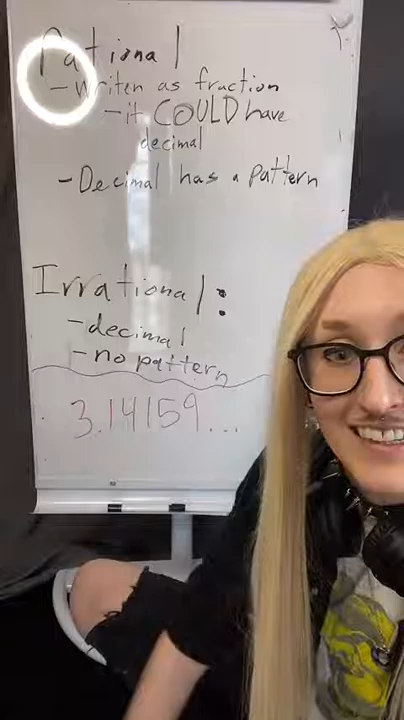 Rational
- writen as fraction
- it COULD have
decimal
- Decimal has a pattern
Irrational:
- decimal
- no pattern
3.14159...